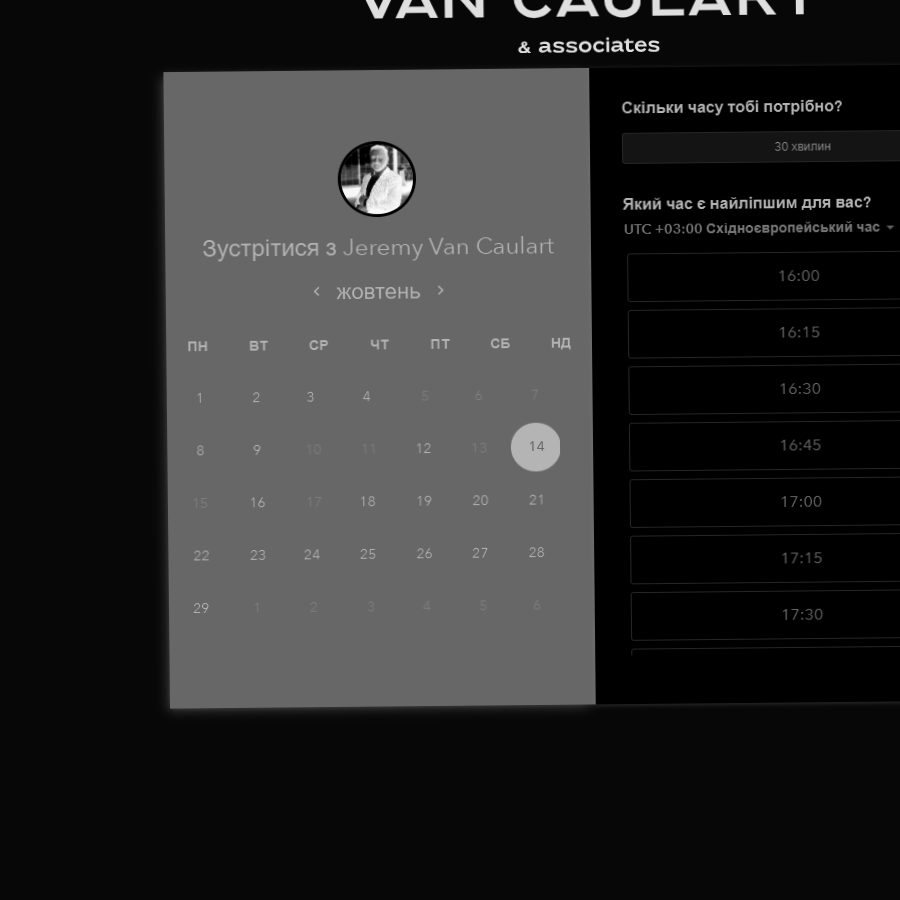 VAN CAULART
& associates
Зустрітися з Jeremy Van Caulart
жовтень
ПН ВТ СР ЧТ ПТ СБ НД
1 2 3 4 5 6 7
8 9 10 11 12 13 14
15 16 17 18 19 20 21
22 23 24 25 26 27 28
29 1 2 3 4 5 6
Скільки часу тобі потрібно?
30 хвилин
Який час є найліпшим для вас?
UTC +03:00 Східноєвропейський час
16:00
16:15
16:30
16:45
17:00
17:15
17:30